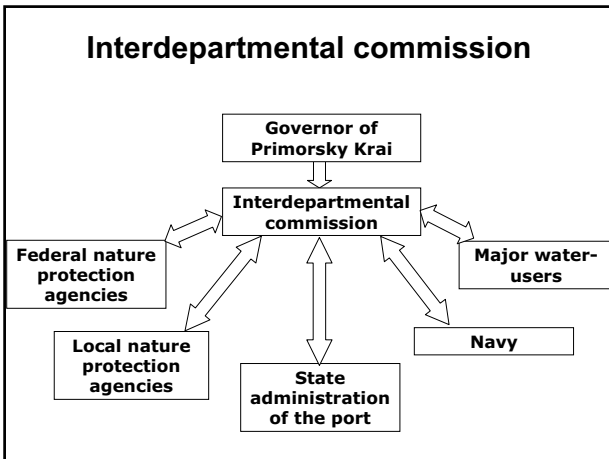 Interdepartmental commission
Governor of
Primorsky Krai
Interdepartmental
commission
Federal nature
protection
agencies
Major water-
users
Local nature
protection
agencies
Navy
State
administration
of the port